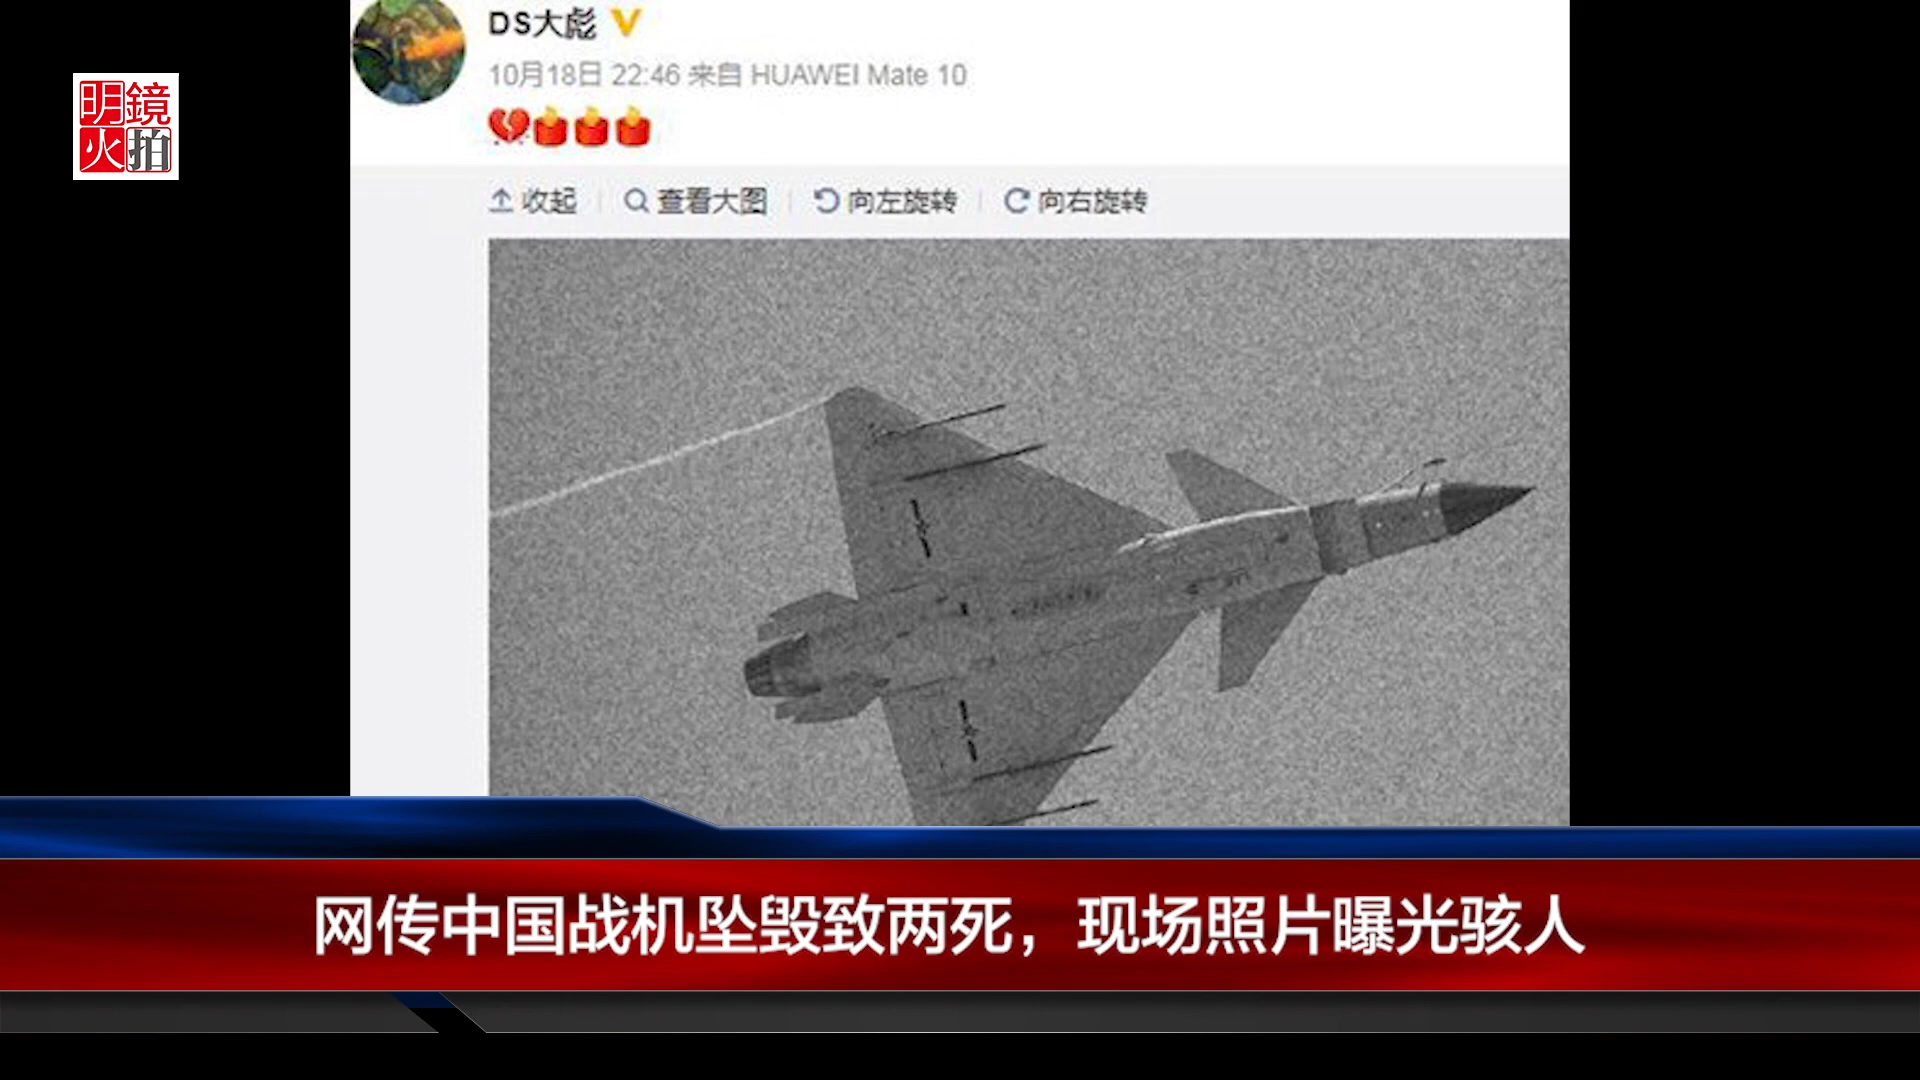 明鏡
火拍
DS大彪
10月18日 22:46 来自 HUAWEI Mate 10
收起 查看大图 向左旋转 向右旋转
网传中国战机坠毁致两死，现场照片曝光骇人